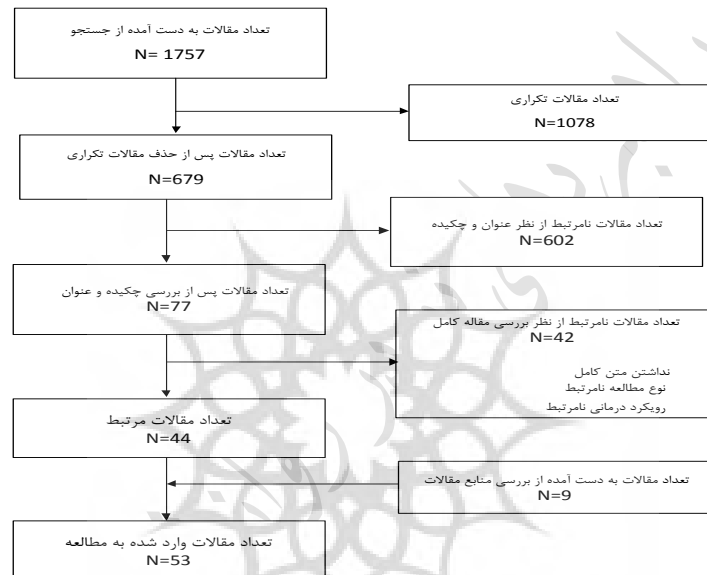 تعداد مقالات به دست آمده از جستجو
N= 1757
تعداد مقالات تکراری
N=1078
تعداد مقالات پس از حذف مقالات تکراری
N=679
تعداد مقالات نامرتبط از نظر عنوان و چکیده
N=602
تعداد مقالات پس از بررسی چکیده و عنوان
N=77
تعداد مقالات نامرتبط از نظر بررسی مقاله کامل
N=42
نداشتن متن کامل
نوع مطالعه نامرتبط
رویکرد درمانی نامرتبط
تعداد مقالات مرتبط
N=44
تعداد مقالات به دست آمده از بررسی منابع مقالات
N=9
تعداد مقالات وارد شده به مطالعه
N=53